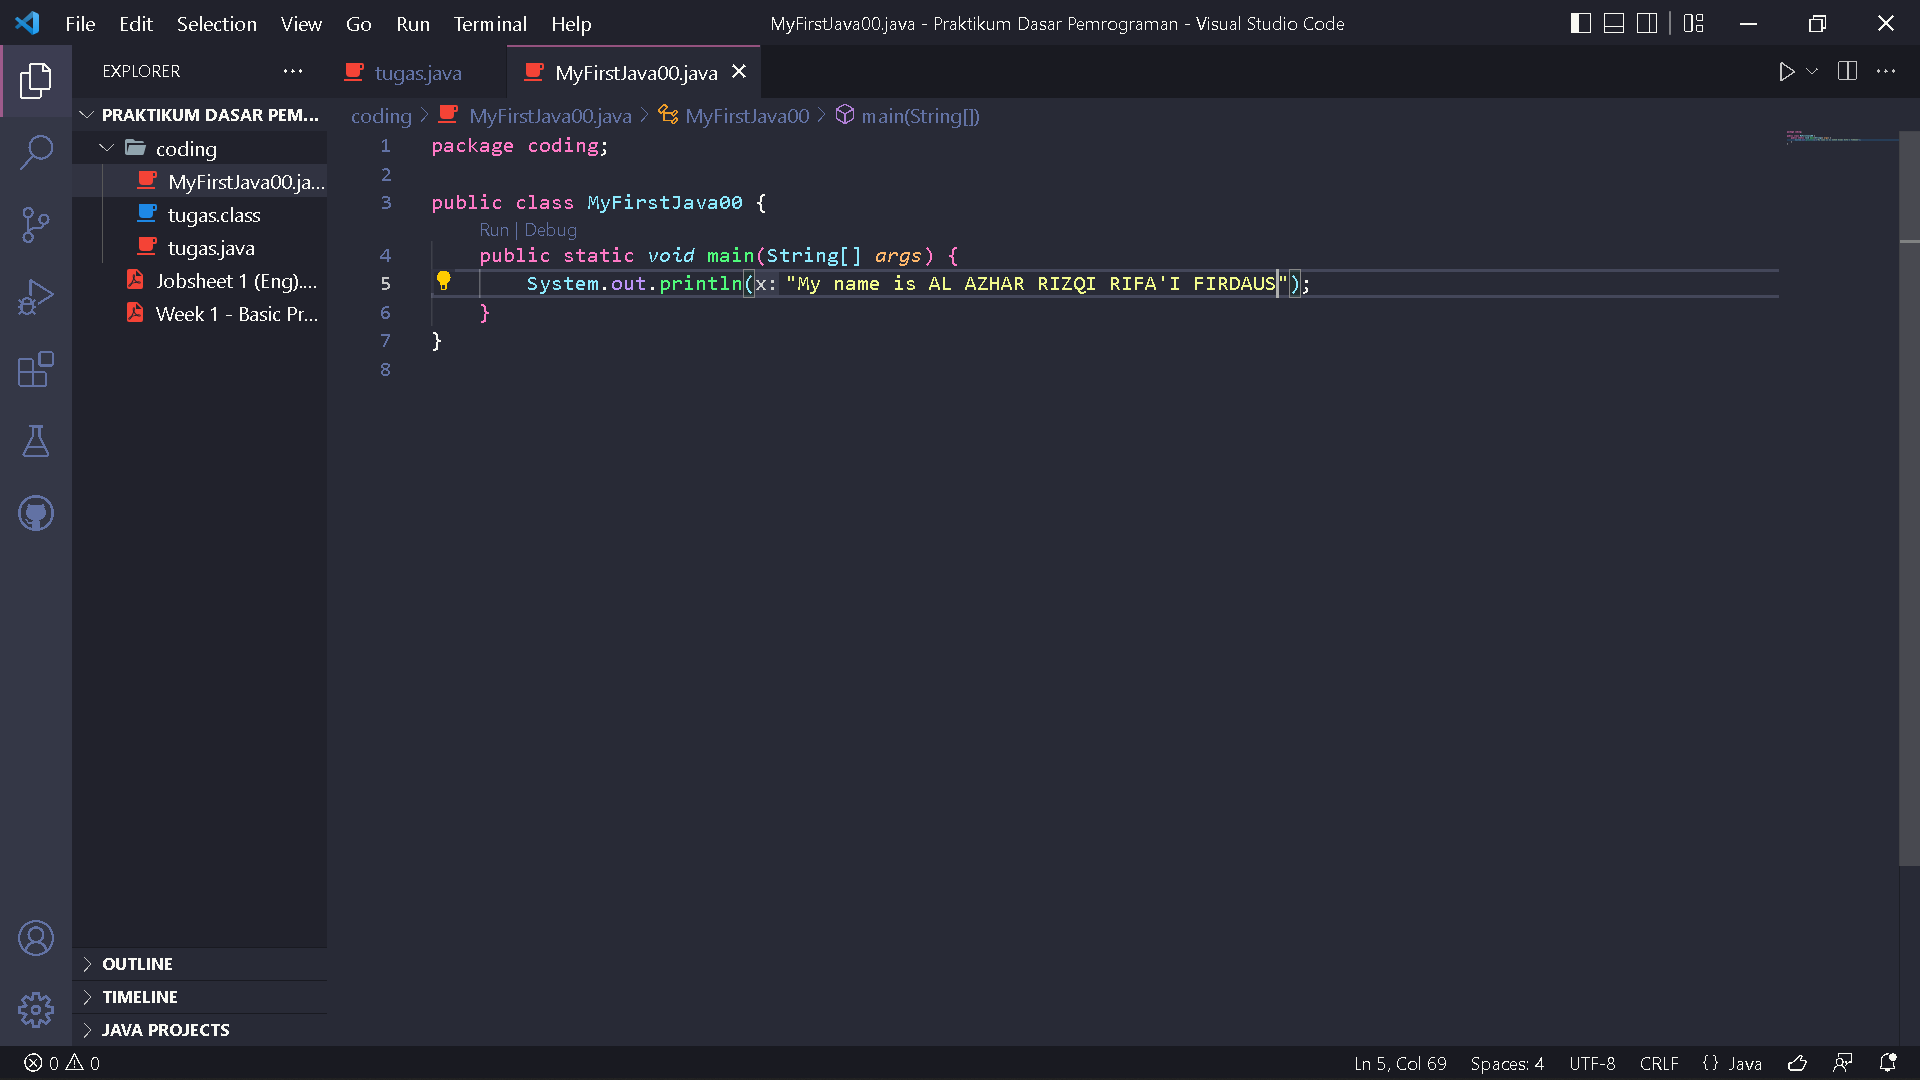 File Edit Selection View Go Run Terminal Help
MyFirstJava00.java - Praktikum Dasar Pemrograman - Visual Studio Code
EXPLORER
tugas.java
MyFirstJava00.java
PRAKTIKUM DASAR PEM...
coding
MyFirstJava00.ja...
tugas.class
tugas.java
Jobsheet 1 (Eng)....
Week 1 - Basic Pr...
coding > MyFirstJava00.java > MyFirstJava00 > main(String[])
1 package coding;
2
3 public class MyFirstJava00 {
Run | Debug
4 public static void main(String[] args) {
5 System.out.println(x: "My name is AL AZHAR RIZQI RIFA'I FIRDAUS");
6 }
7 }
8
OUTLINE
TIMELINE
JAVA PROJECTS
0 0
Ln 5, Col 69 Spaces: 4 UTF-8 CRLF {} Java